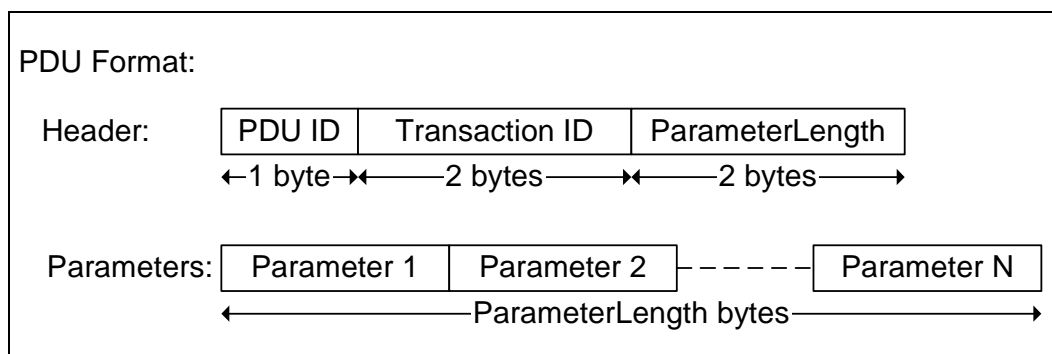 PDU Format:
Header: PDU ID Transaction ID ParameterLength
1 byte 2 bytes 2 bytes
Parameters: Parameter 1 Parameter 2 Parameter N
ParameterLength bytes